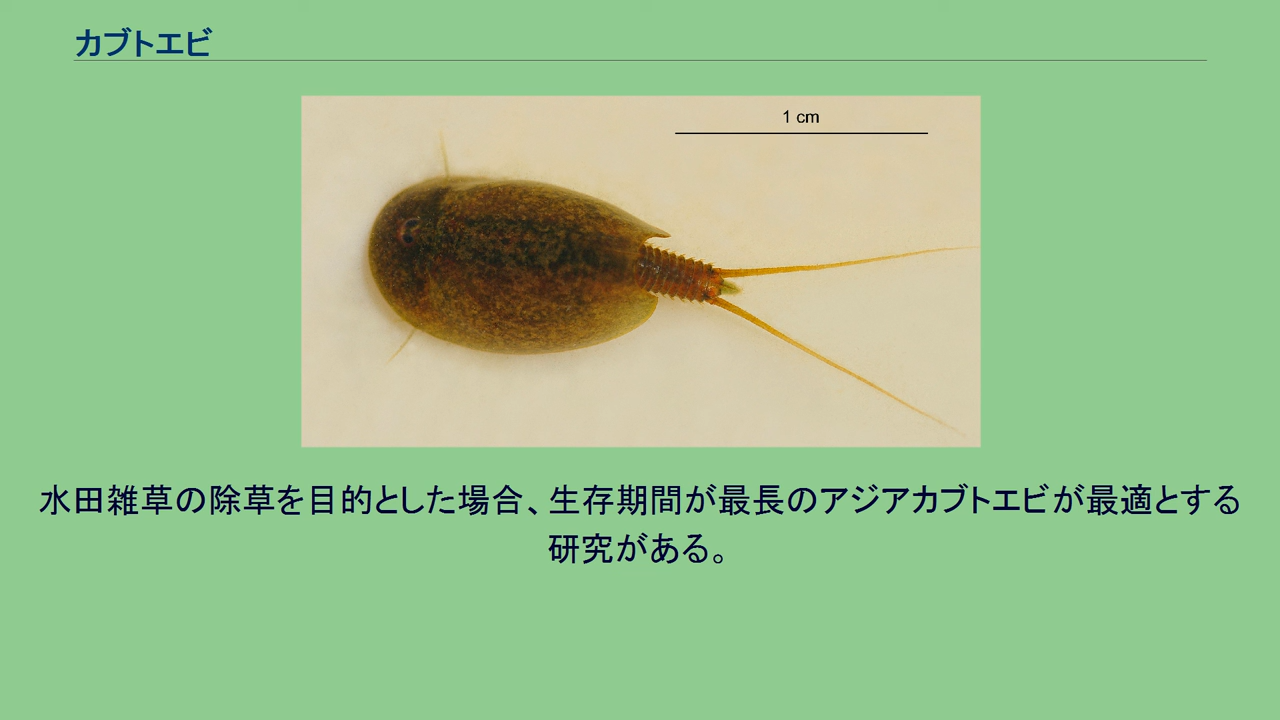 カブトエビ
1 cm
水田雑草の除草を目的とした場合、生存期間が最長のアジアカブトエビが最適とする
研究がある。